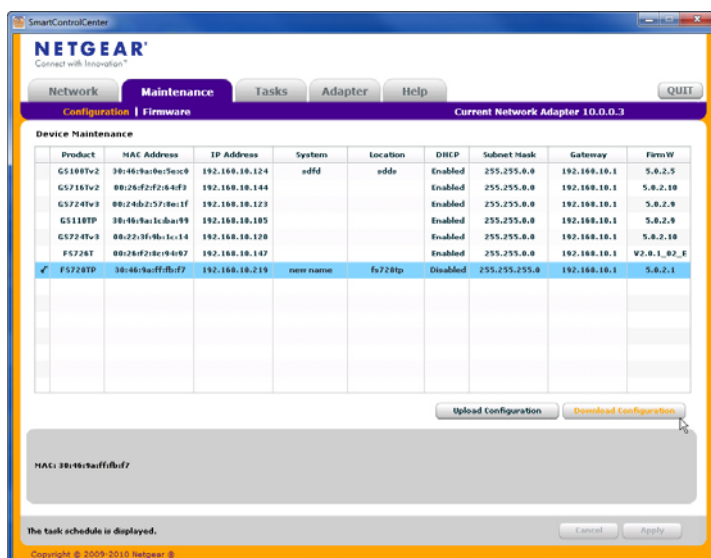 SmartControlCenter
NETGEAR®
Connect with Innovation™
Network Maintenance Tasks Adapter Help QUIT
Configuration | Firmware Current Network Adapter 10.0.0.3
Device Maintenance
Product MAC Address IP Address System Location DHCP Subnet Mask Gateway FirmW
GS108Tv2 30:46:9a:0e:5e:c0 192.168.10.124 sdfd sdds Enabled 255.255.0.0 192.168.10.1 5.0.2.5
GS716Tv2 00:26:f2:f2:64:f3 192.168.10.144 Enabled 255.255.0.0 192.168.10.1 5.0.2.10
GS724Tv3 00:24:b2:57:8e:1f 192.168.10.123 Enabled 255.255.0.0 192.168.10.1 5.0.2.9
GS110TP 30:46:9a:1c:ba:99 192.168.10.105 Enabled 255.255.0.0 192.168.10.1 5.0.2.9
GS724Tv3 00:22:3f:4b:1c:14 192.168.10.120 Enabled 255.255.0.0 192.168.10.1 5.0.2.10
FS726T 00:26:f2:8c:94:07 192.168.10.147 Enabled 255.255.0.0 192.168.10.1 V2.0.1_02_E
FS728TP 30:46:9a:ff:fb:f7 192.168.10.219 new name fs728tp Disabled 255.255.255.0 192.168.10.1 5.0.2.1
Upload Configuration Download Configuration
MAC: 30:46:9a:ff:fb:f7
The task schedule is displayed. Cancel Apply
Copyright © 2009-2010 Netgear ®